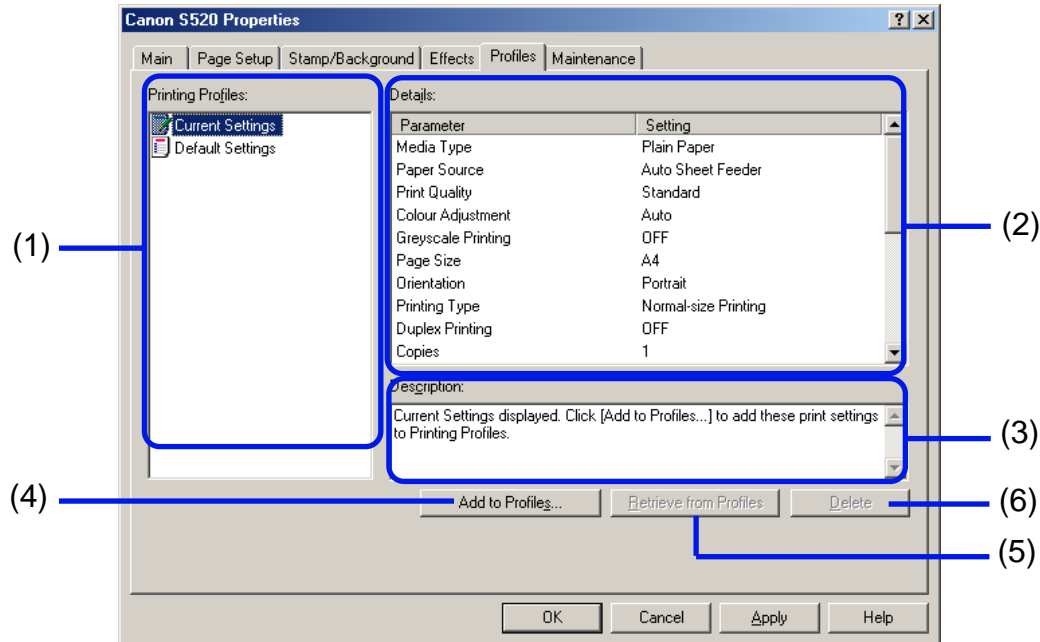 Canon S520 Properties
Main Page Setup Stamp/Background Effects Profiles Maintenance
Printing Profiles:
Current Settings
Default Settings
Details:
Parameter Setting
Media Type Plain Paper
Paper Source Auto Sheet Feeder
Print Quality Standard
Colour Adjustment Auto
Greyscale Printing OFF
Page Size A4
Orientation Portrait
Printing Type Normal-size Printing
Duplex Printing OFF
Copies 1
Description:
Current Settings displayed. Click [Add to Profiles...] to add these print settings
to Printing Profiles.
Add to Profiles... Retrieve from Profiles Delete
OK Cancel Apply Help
(1)
(2)
(3)
(4)
(6)
(5)